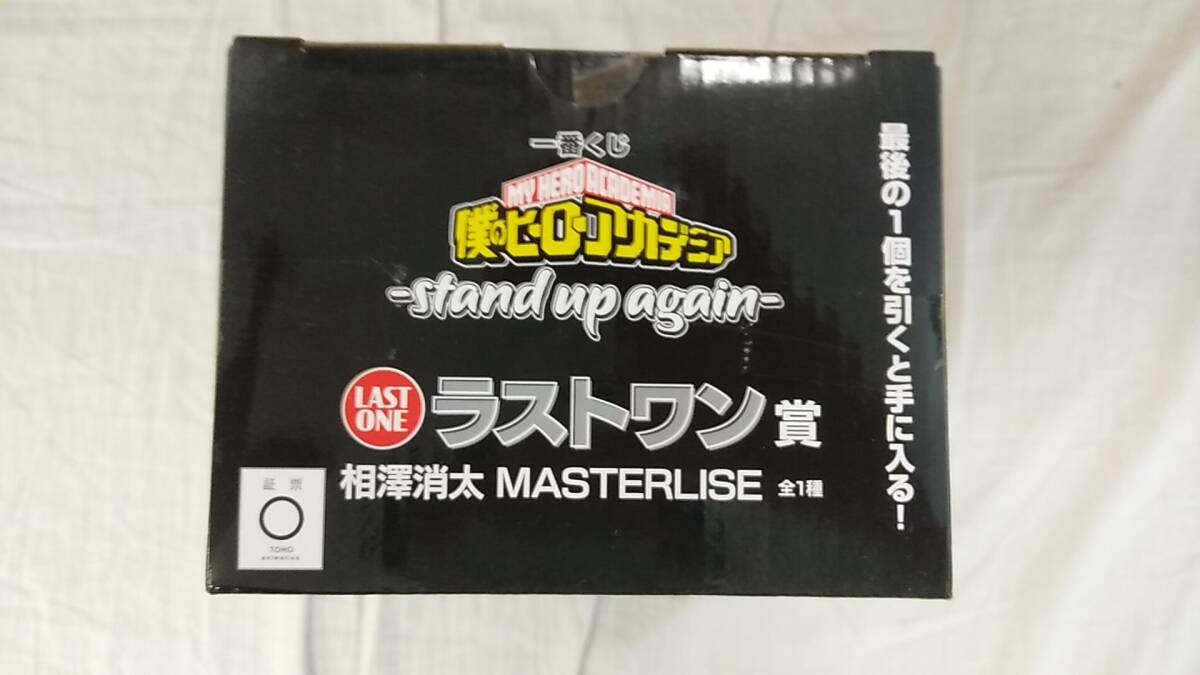 一番くじ
MY HERO ACADEMIA
僕のヒーローアカデミア
-stand up again-
LAST
ONE
ラストワン賞
相澤消太 MASTERLISE 全1種
最後の1個を引くと手に入る!
証 票
TOHO
animation